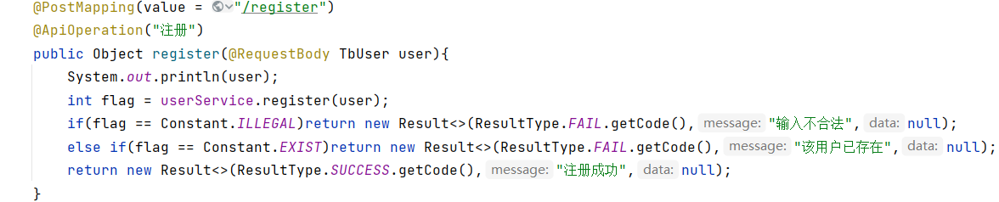 @PostMapping(value = "/register")
@ApiOperation("注册")
public Object register(@RequestBody TbUser user){
    System.out.println(user);
    int flag = userService.register(user);
    if(flag == Constant.ILLEGAL)return new Result<>(ResultType.FAIL.getCode(), message: "输入不合法", data: null);
    else if(flag == Constant.EXIST)return new Result<>(ResultType.FAIL.getCode(), message: "该用户已存在", data: null);
    return new Result<>(ResultType.SUCCESS.getCode(), message: "注册成功", data: null);
}